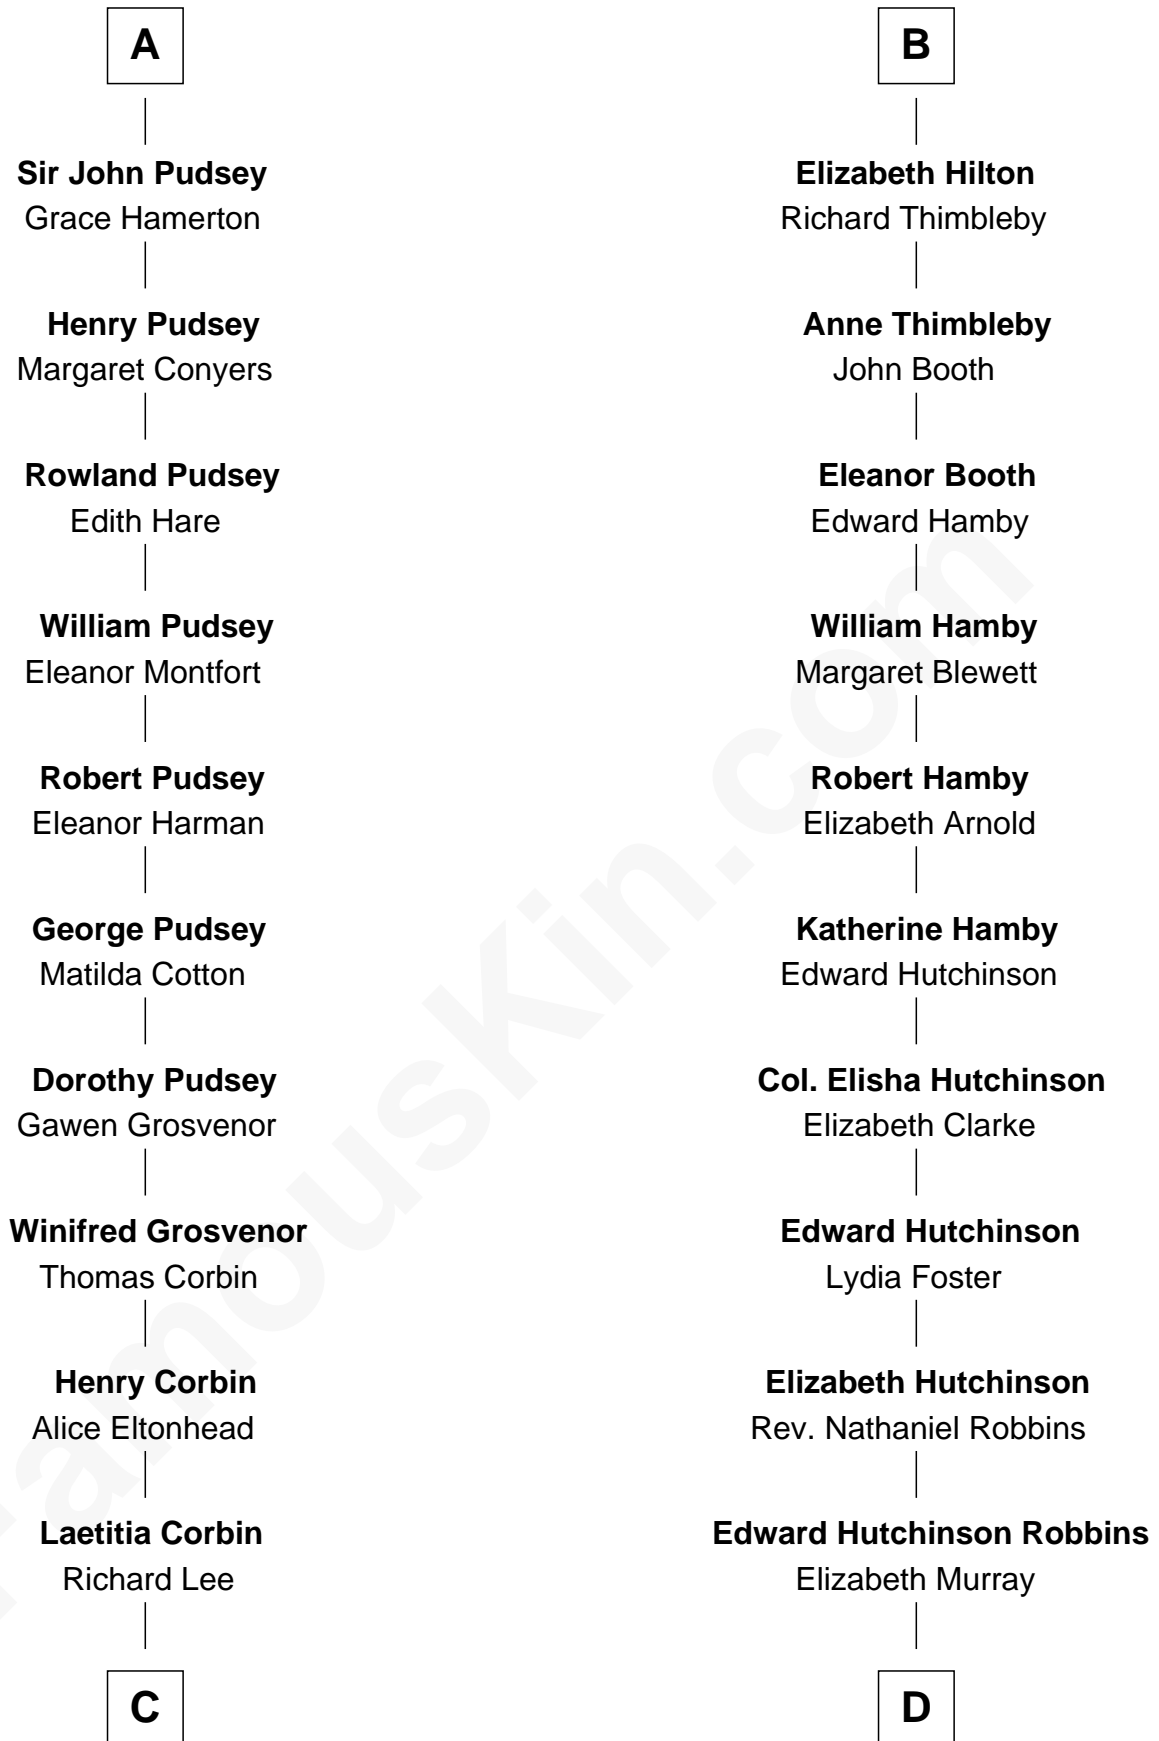 A
Sir John Pudsey
Grace Hamerton
Henry Pudsey
Margaret Conyers
Rowland Pudsey
Edith Hare
William Pudsey
Eleanor Montfort
Robert Pudsey
Eleanor Harman
George Pudsey
Matilda Cotton
Dorothy Pudsey
Gawen Grosvenor
Winifred Grosvenor
Thomas Corbin
Henry Corbin
Alice Eltonhead
Laetitia Corbin
Richard Lee
C
B
Elizabeth Hilton
Richard Thimbleby
Anne Thimbleby
John Booth
Eleanor Booth
Edward Hamby
William Hamby
Margaret Blewett
Robert Hamby
Elizabeth Arnold
Katherine Hamby
Edward Hutchinson
Col. Elisha Hutchinson
Elizabeth Clarke
Edward Hutchinson
Lydia Foster
Elizabeth Hutchinson
Rev. Nathaniel Robbins
Edward Hutchinson Robbins
Elizabeth Murray
D
FamousKin.com